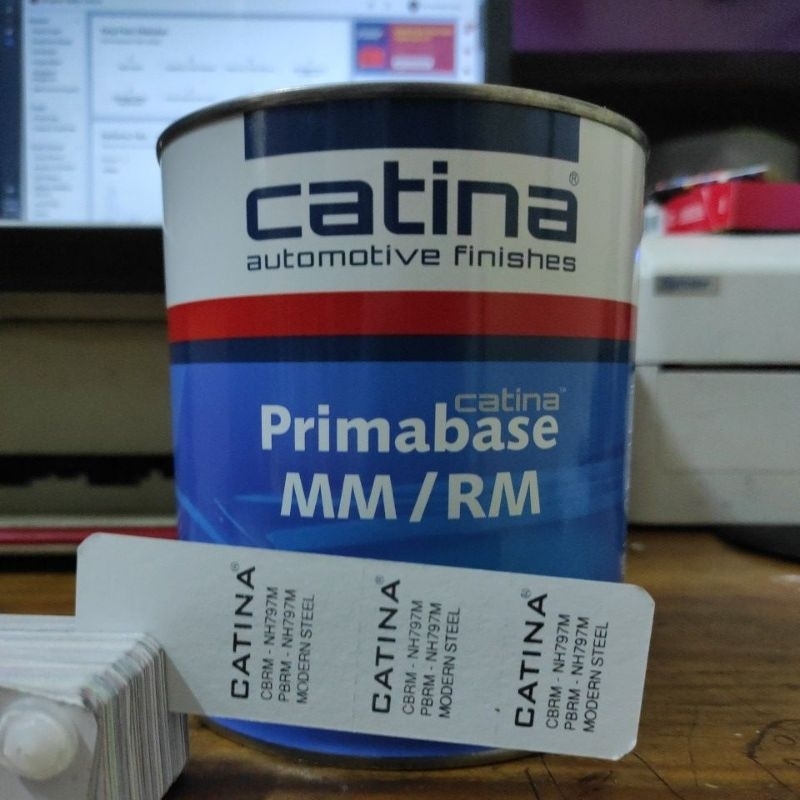 catina®
automotive finishes
catina™
Primabase
MM / RM
CATINA®
CBRM - NH797M
PBRM - NH797M
MODERN STEEL
CATINA®
CBRM - NH797M
PBRM - NH797M
MODERN STEEL
CATINA®
CBRM - NH797M
PBRM - NH797M
MODERN STEEL